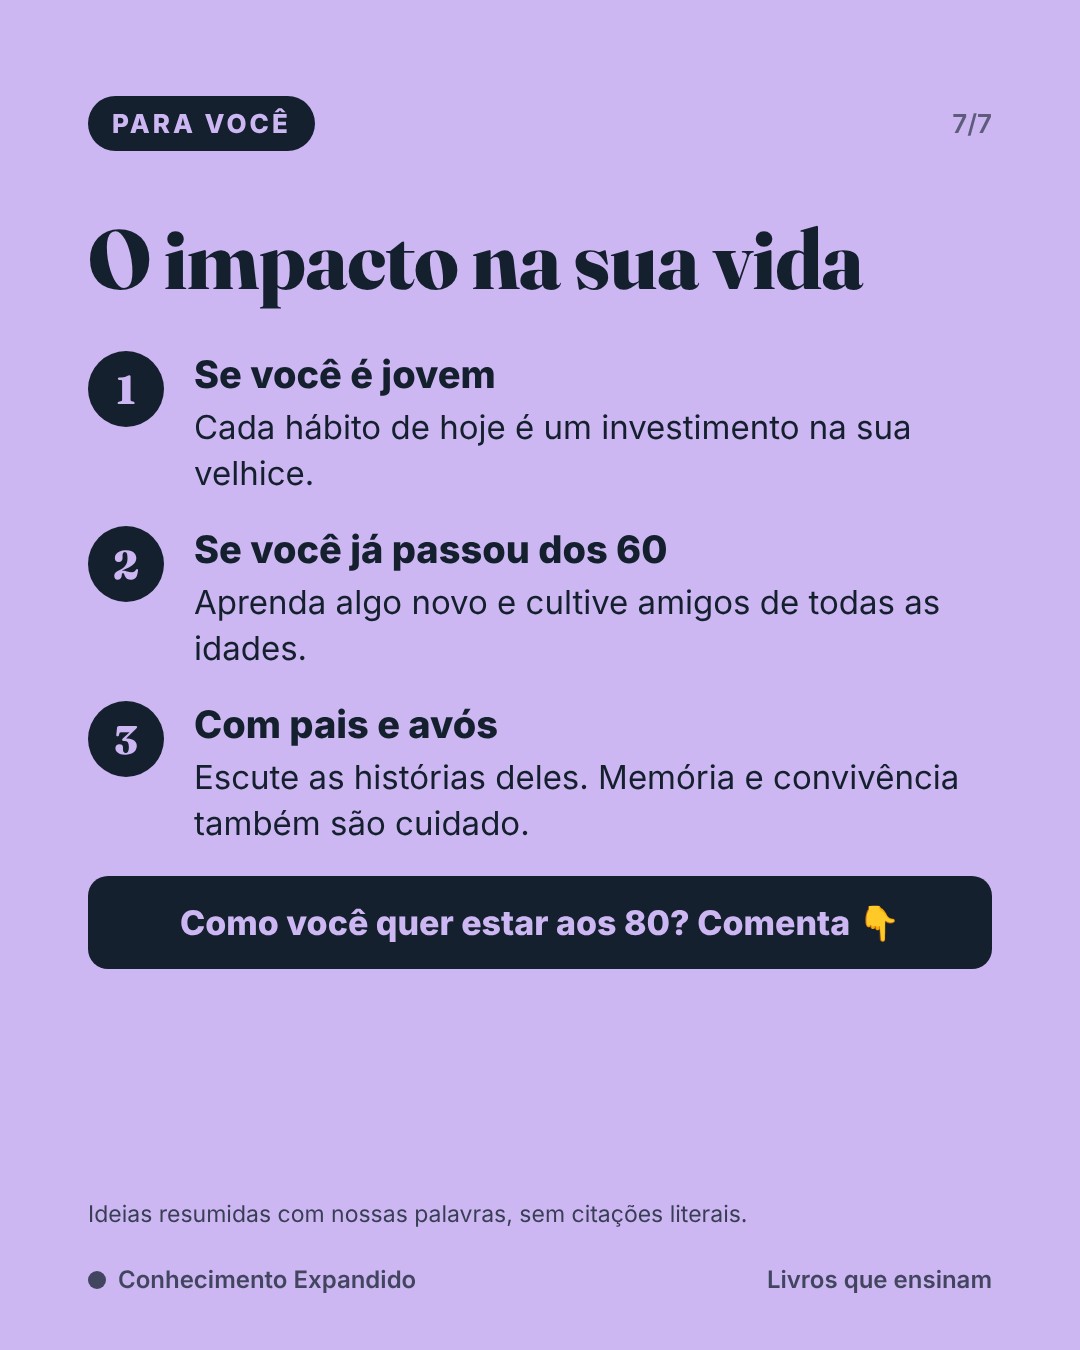 PARA VOCÊ
7/7
O impacto na sua vida
1
Se você é jovem
Cada hábito de hoje é um investimento na sua
velhice.
2
Se você já passou dos 60
Aprenda algo novo e cultive amigos de todas as
idades.
3
Com pais e avós
Escute as histórias deles. Memória e convivência
também são cuidado.
Como você quer estar aos 80? Comenta 👇
Ideias resumidas com nossas palavras, sem citações literais.
Conhecimento Expandido
Livros que ensinam